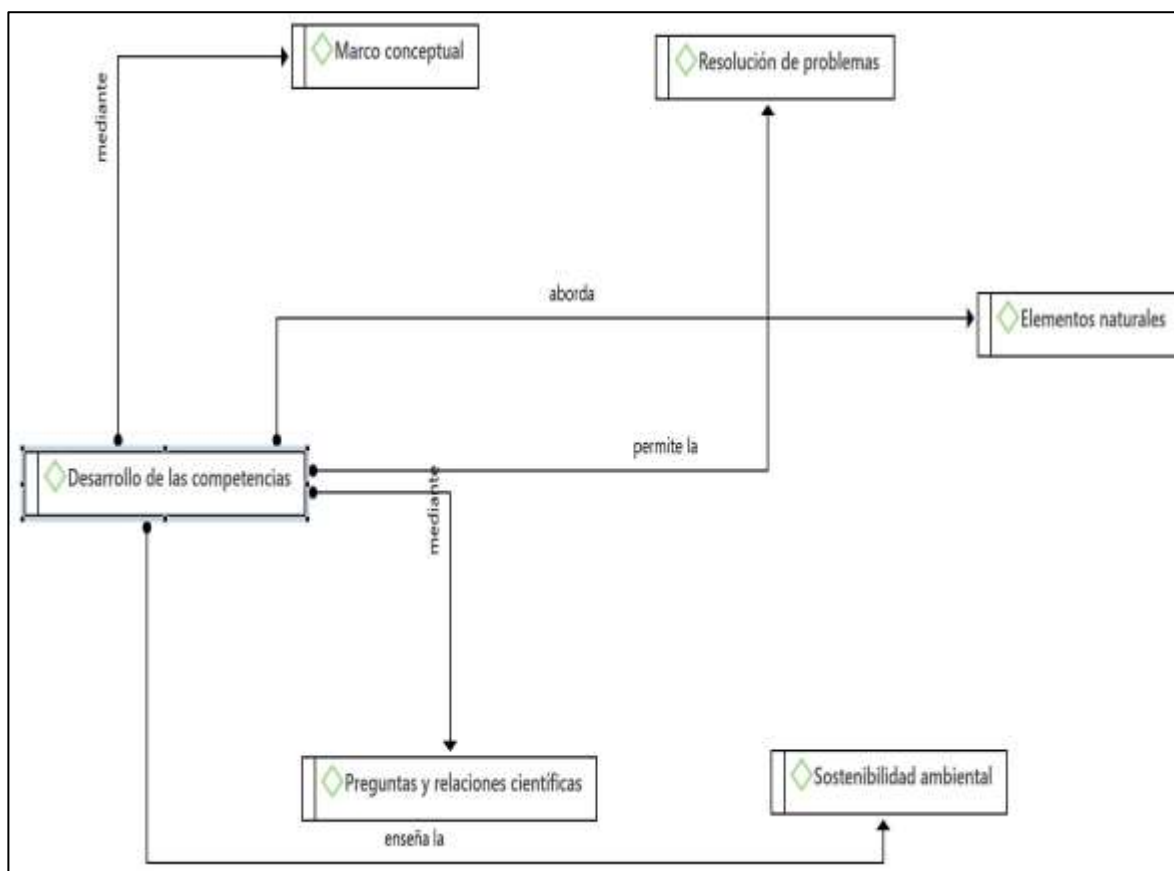 Marco conceptual
Resolución de problemas
mediante
aborda
Elementos naturales
permite la
Desarrollo de las competencias
mediante
Preguntas y relaciones científicas
Sostenibilidad ambiental
enseña la